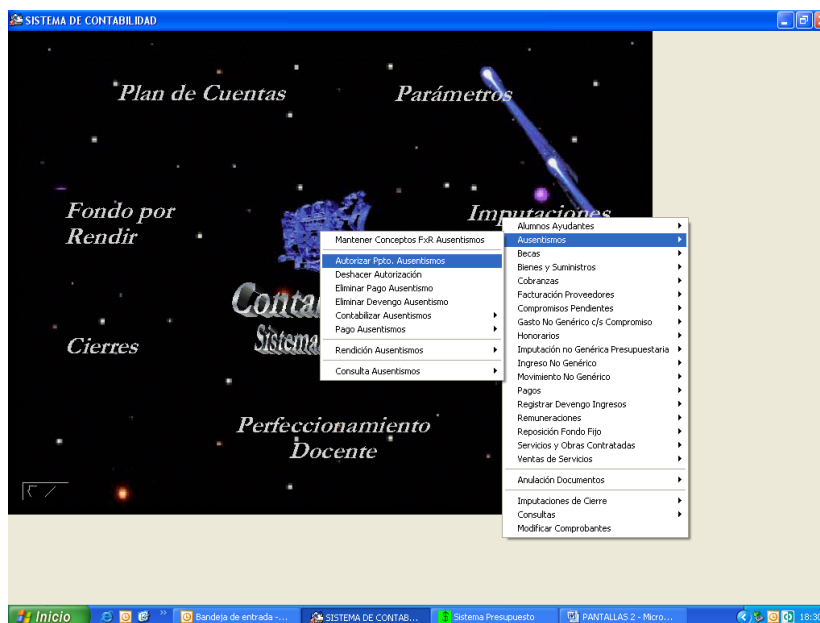 SISTEMA DE CONTABILIDAD
Plan de Cuentas
Parámetros
Fondo por
Rendir
Imputaciones
Cierres
Perfeccionamiento
Docente
Mantener Conceptos FxR Ausentismos
Autorizar Ppto. Ausentismos
Deshacer Autorización
Eliminar Pago Ausentismo
Eliminar Devengo Ausentismo
Contabilizar Ausentismos
Pago Ausentismos
Rendición Ausentismos
Consulta Ausentismos
Alumnos Ayudantes
Ausentismos
Becas
Bienes y Suministros
Cobranzas
Facturación Proveedores
Compromisos Pendientes
Gasto No Genérico c/s Compromiso
Honorarios
Imputación no Genérica Presupuestaria
Ingreso No Genérico
Movimiento No Genérico
Pagos
Registrar Devengo Ingresos
Remuneraciones
Reposición Fondo Fijo
Servicios y Obras Contratadas
Ventas de Servicios
Anulación Documentos
Imputaciones de Cierre
Consultas
Modificar Comprobantes
Inicio
Bandeja de entrada -...
SISTEMA DE CONTAB...
Sistema Presupuesto
PANTALLAS 2 - Micro...
18:30